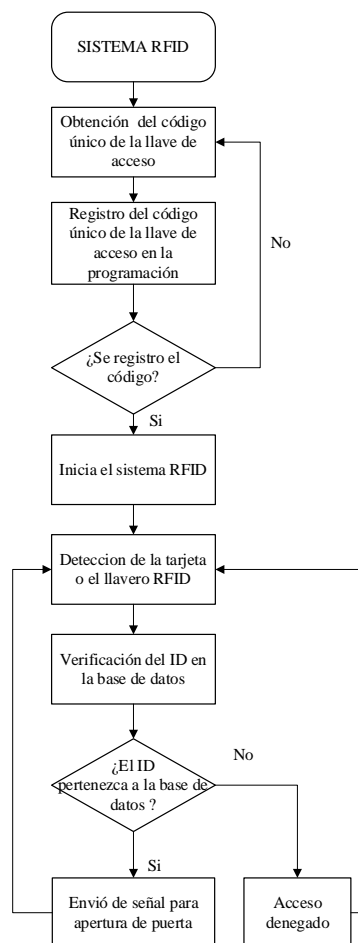 SISTEMA RFID
Obtención del código
único de la llave de
acceso
Registro del código
único de la llave de
acceso en la
programación
No
¿Se registro el
código?
Si
Inicia el sistema RFID
Deteccion de la tarjeta
o el llavero RFID
Verificación del ID en
la base de datos
¿El ID
pertenezca a la base de
datos ?
No
Si
Envió de señal para
apertura de puerta
Acceso
denegado